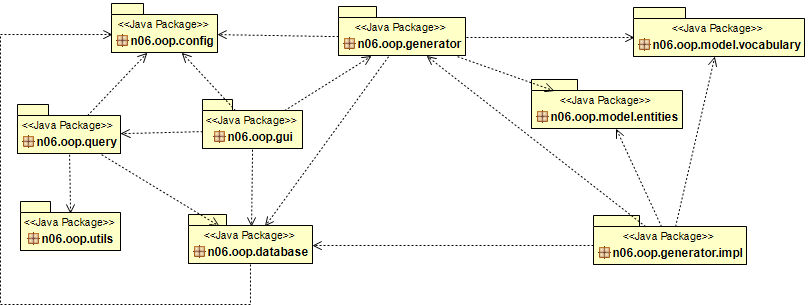 <<Java Package>>
n06.oop.config
<<Java Package>>
n06.oop.generator
<<Java Package>>
n06.oop.model.vocabulary
<<Java Package>>
n06.oop.model.entities
<<Java Package>>
n06.oop.query
<<Java Package>>
n06.oop.gui
<<Java Package>>
n06.oop.utils
<<Java Package>>
n06.oop.database
<<Java Package>>
n06.oop.generator.impl